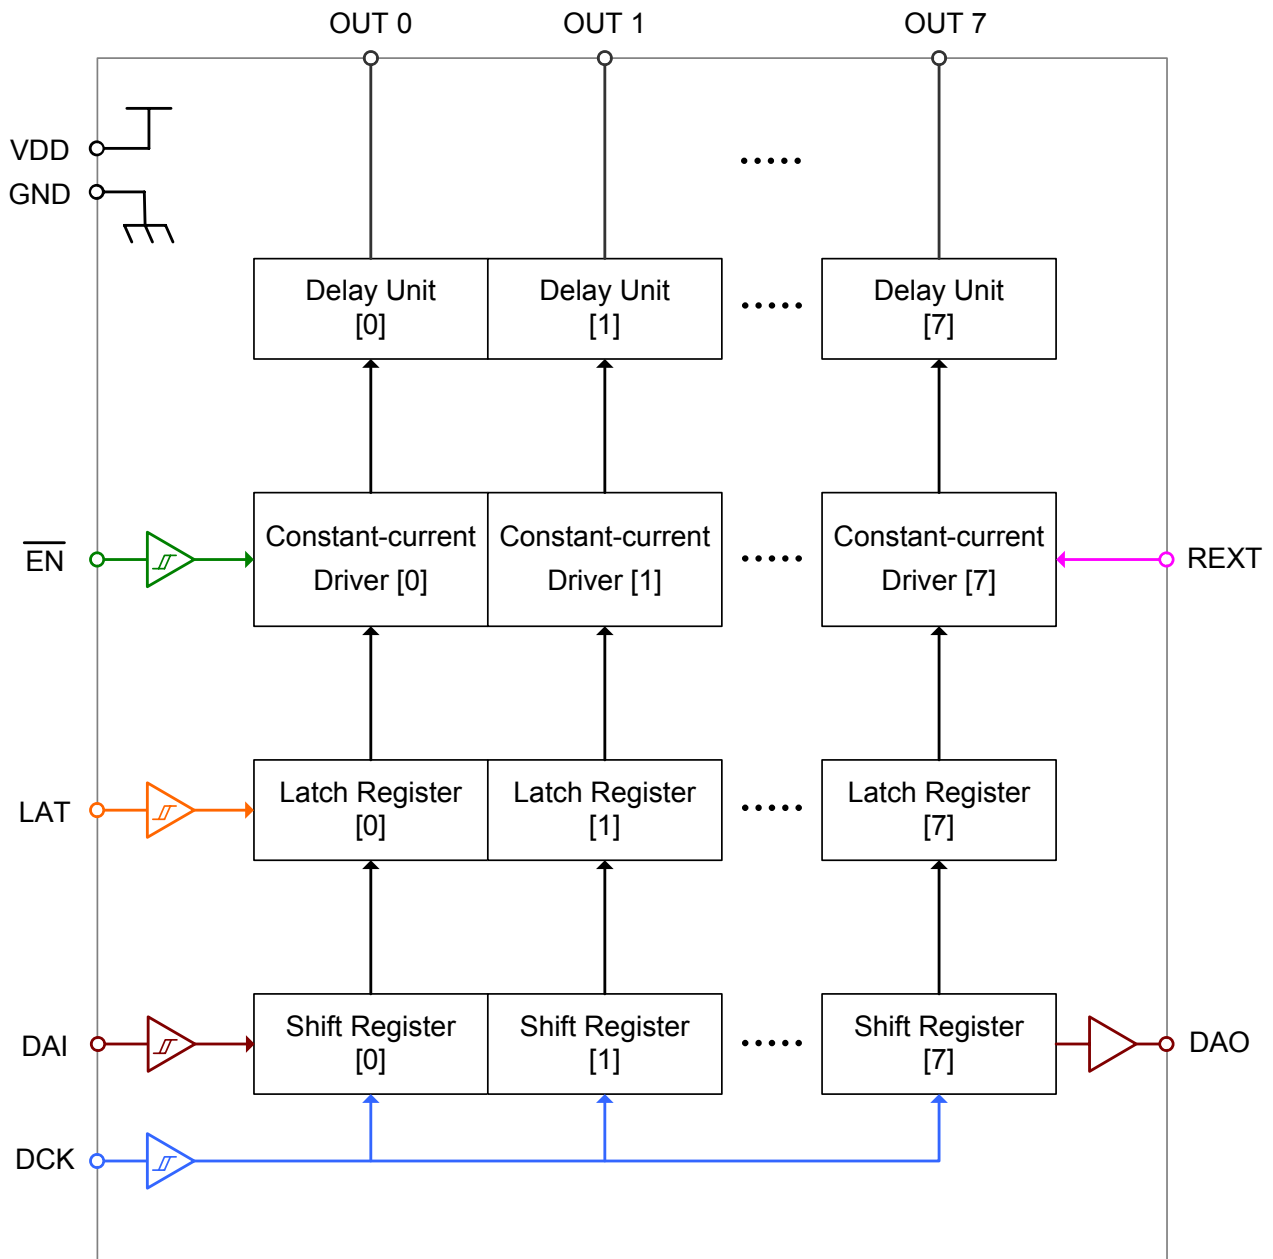 OUT 0 OUT 1 OUT 7
VDD
GND
Delay Unit [0] Delay Unit [1] ..... Delay Unit [7]
EN Constant-current Driver [0] Constant-current Driver [1] ..... Constant-current Driver [7] REXT
LAT Latch Register [0] Latch Register [1] ..... Latch Register [7]
DAI Shift Register [0] Shift Register [1] ..... Shift Register [7] DAO
DCK